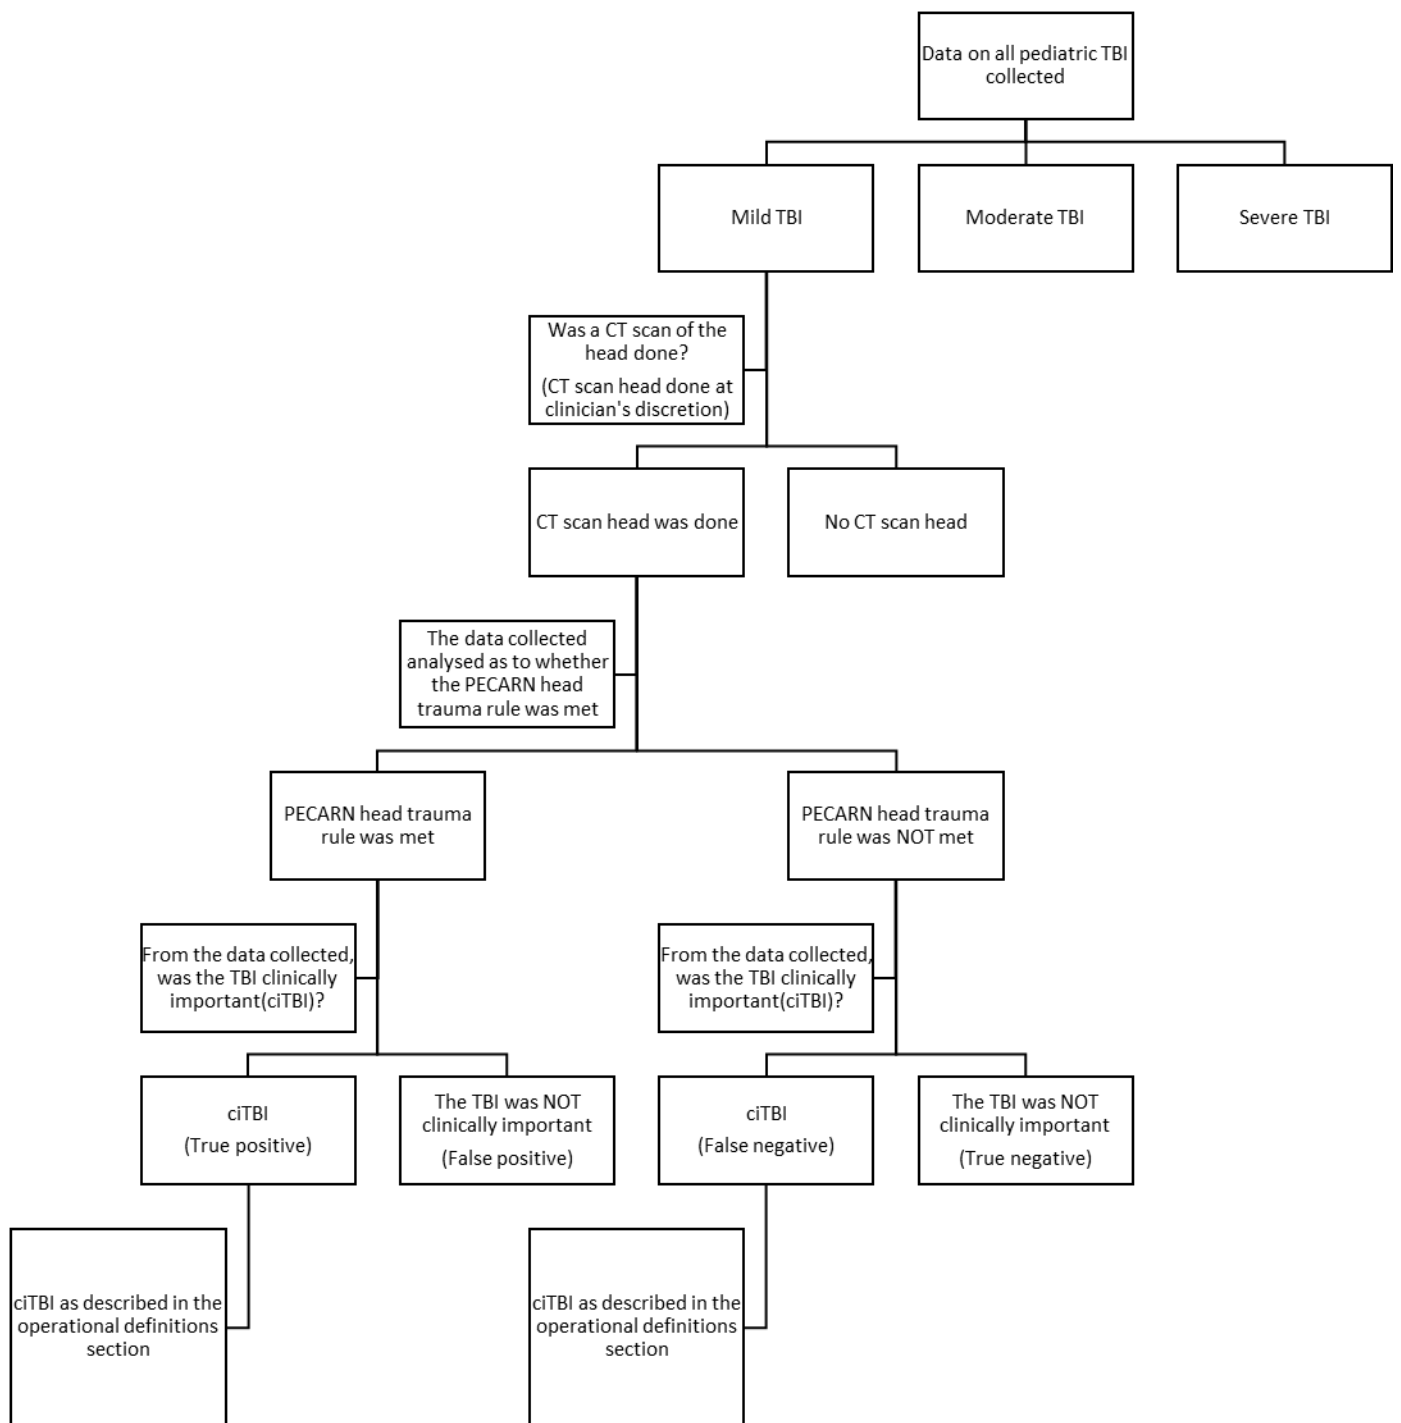 Data on all pediatric TBI
collected
Mild TBI
Moderate TBI
Severe TBI
Was a CT scan of the
head done?
(CT scan head done at
clinician's discretion)
CT scan head was done
No CT scan head
The data collected
analysed as to whether
the PECARN head
trauma rule was met
PECARN head trauma
rule was met
PECARN head trauma
rule was NOT met
From the data collected,
was the TBI clinically
important(ciTBI)?
From the data collected,
was the TBI clinically
important(ciTBI)?
ciTBI
(True positive)
The TBI was NOT
clinically important
(False positive)
ciTBI
(False negative)
The TBI was NOT
clinically important
(True negative)
ciTBI as described in the
operational definitions
section
ciTBI as described in the
operational definitions
section